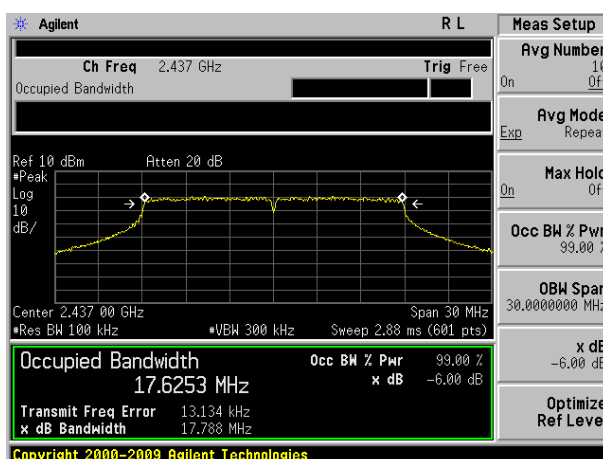 Agilent R L Meas Setup
Ch Freq 2.437 GHz Trig Free
Occupied Bandwidth
Avg Number
On
Avg Mode
Exp Repeat
Ref 10 dBm Atten 20 dB
#Peak
Log
10
dB/
Max Hold
On
Occ BW % Pwr
99.00 %
OBW Span
30.0000000 MHz
Center 2.437 00 GHz Span 30 MHz
#Res BW 100 kHz #VBW 300 kHz Sweep 2.88 ms (601 pts)
Occupied Bandwidth Occ BW % Pwr 99.00 %
17.6253 MHz x dB -6.00 dB
Transmit Freq Error 13.134 kHz
x dB Bandwidth 17.788 MHz
x dB
-6.00 dB
Optimize
Ref Level
Copyright 2000-2009 Agilent Technologies